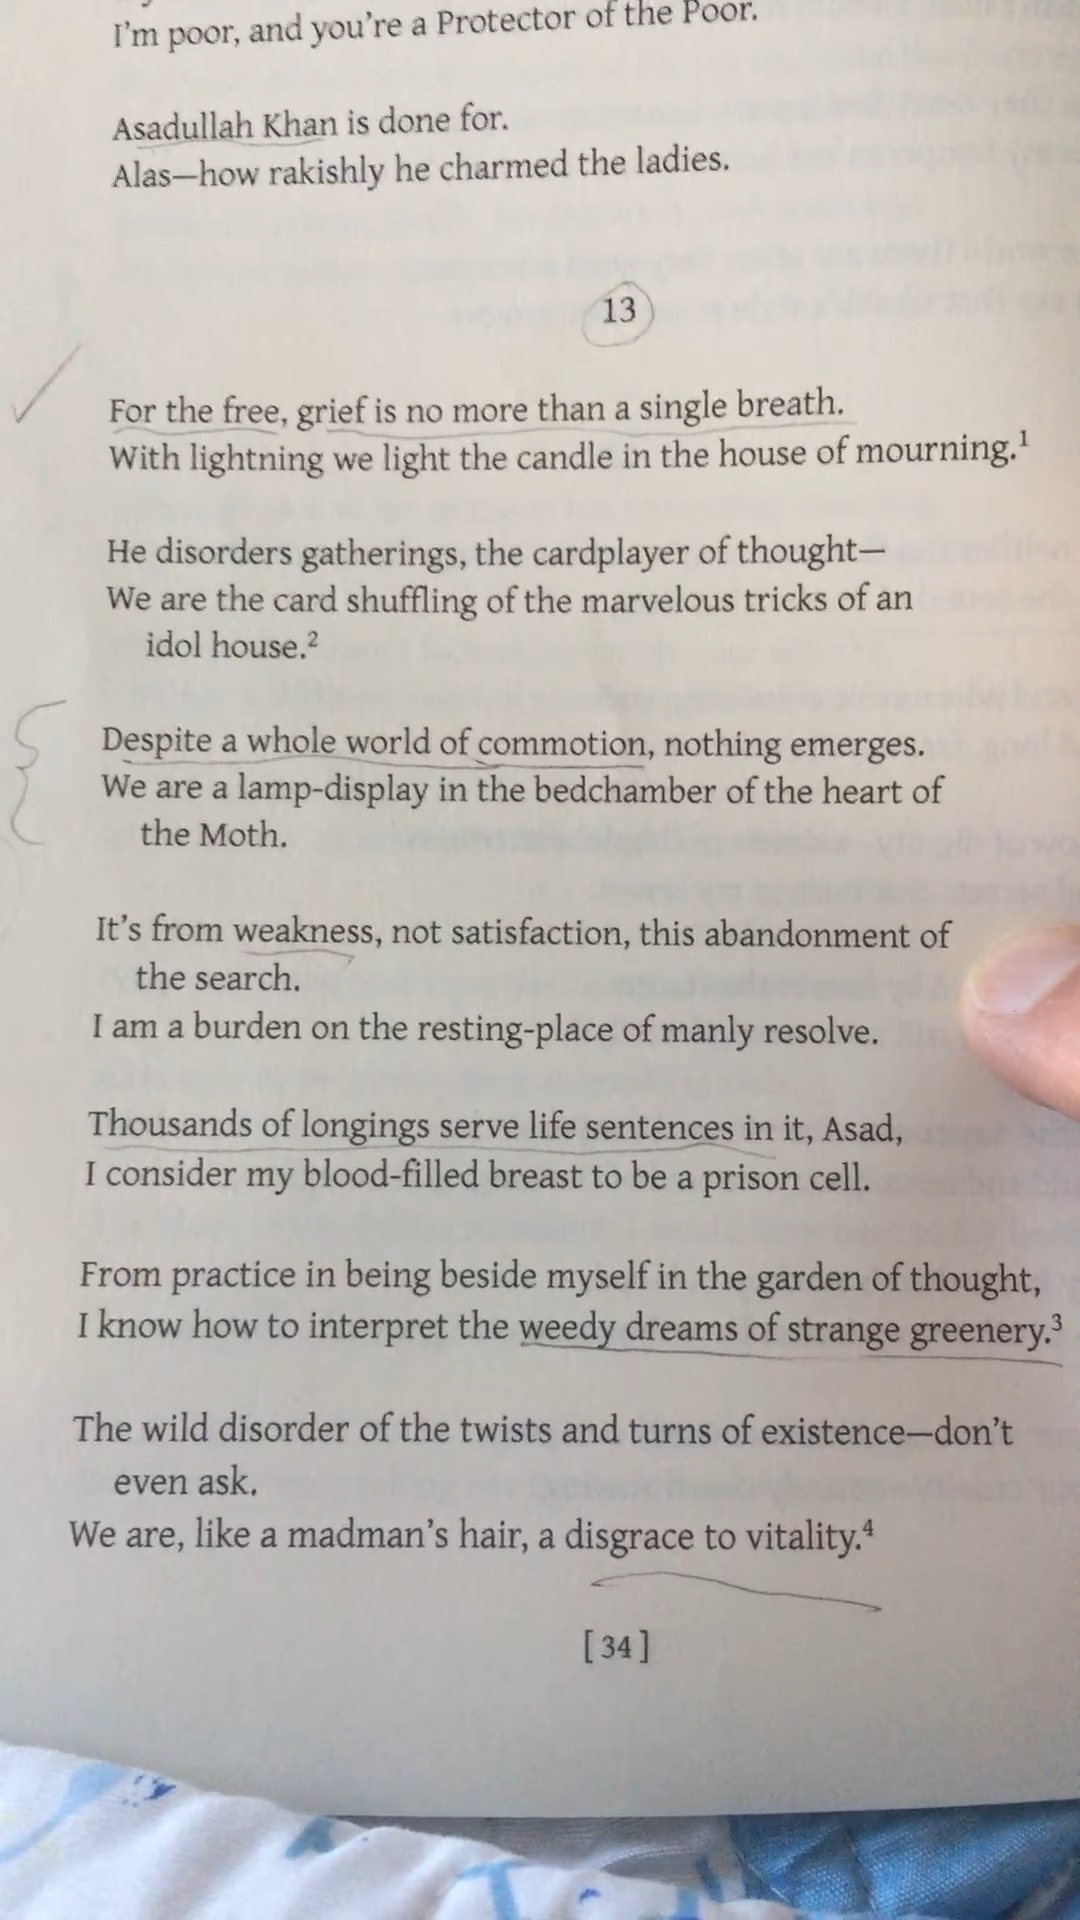 I'm poor, and you're a Protector of the Poor.
Asadullah Khan is done for.
Alas—how rakishly he charmed the ladies.
13
For the free, grief is no more than a single breath.
With lightning we light the candle in the house of mourning.¹
He disorders gatherings, the cardplayer of thought—
We are the card shuffling of the marvelous tricks of an
idol house.²
Despite a whole world of commotion, nothing emerges.
We are a lamp-display in the bedchamber of the heart of
the Moth.
It's from weakness, not satisfaction, this abandonment of
the search.
I am a burden on the resting-place of manly resolve.
Thousands of longings serve life sentences in it, Asad,
I consider my blood-filled breast to be a prison cell.
From practice in being beside myself in the garden of thought,
I know how to interpret the weedy dreams of strange greenery.³
The wild disorder of the twists and turns of existence—don't
even ask.
We are, like a madman's hair, a disgrace to vitality.⁴
[34]